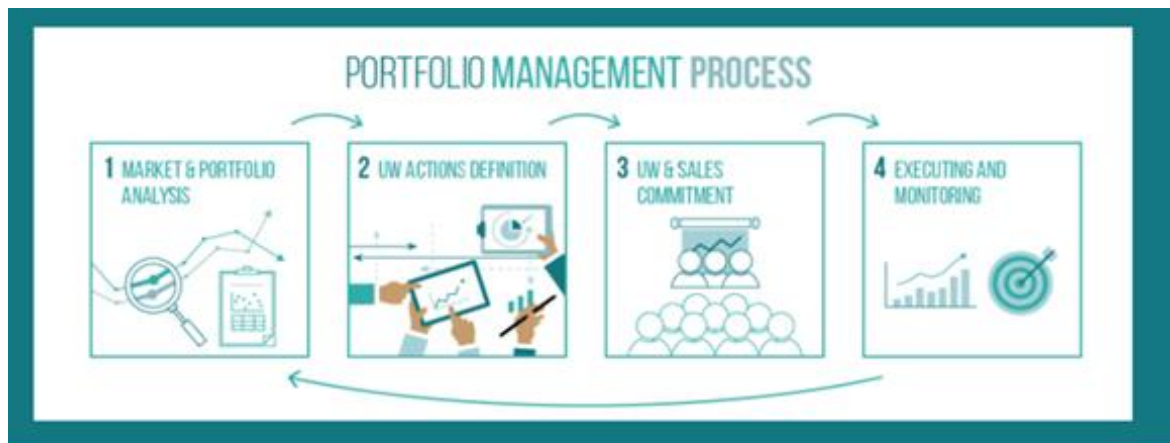 PORTFOLIO MANAGEMENT PROCESS
1 MARKET & PORTFOLIO
ANALYSIS
2 UW ACTIONS DEFINITION
3 UW & SALES
COMMITMENT
4 EXECUTING AND
MONITORING